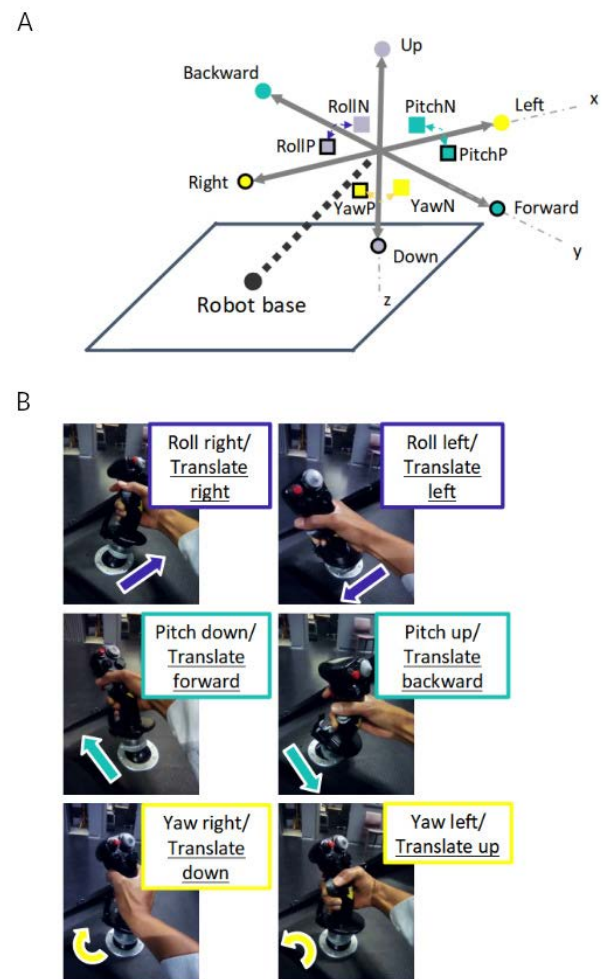 A
Up
Backward
RollN
PitchN
Left
x
RollP
PitchP
Right
YawP
YawN
Forward
Down
y
z
Robot base
B
Roll right/
Translate
right
Roll left/
Translate
left
Pitch down/
Translate
forward
Pitch up/
Translate
backward
Yaw right/
Translate
down
Yaw left/
Translate up